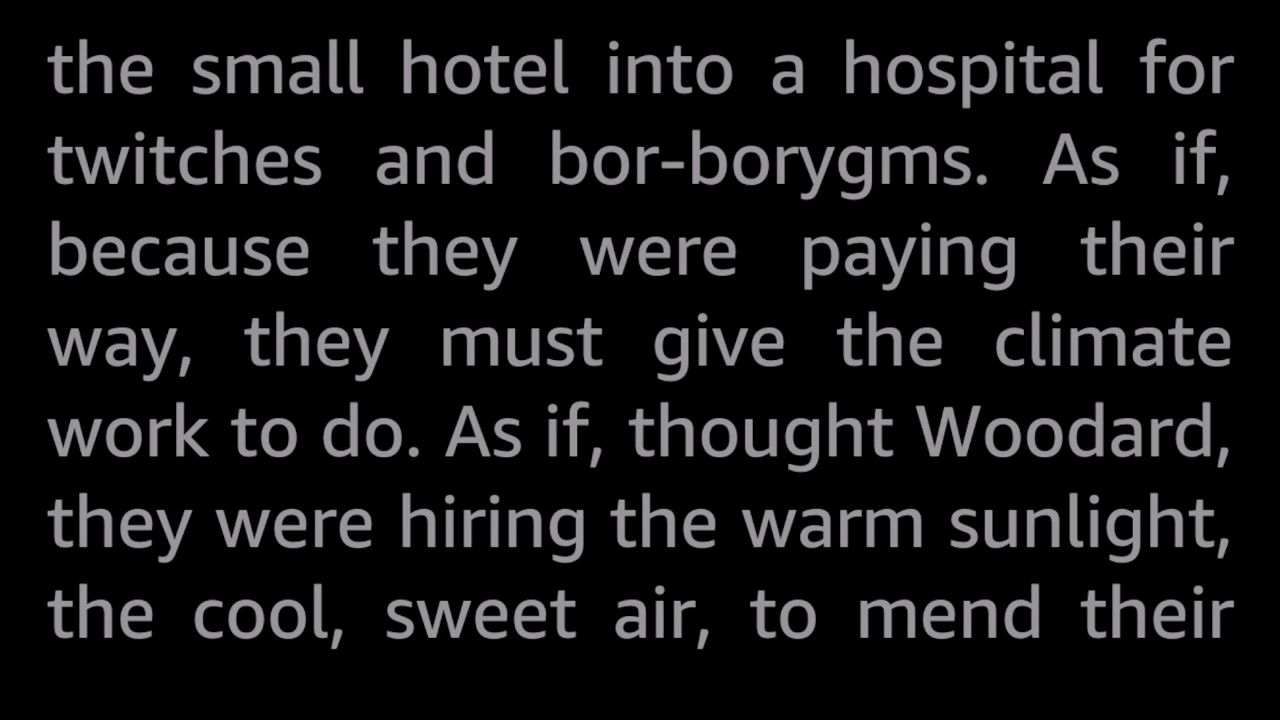 the small hotel into a hospital for
twitches and bor-borygms. As if,
because they were paying their
way, they must give the climate
work to do. As if, thought Woodard,
they were hiring the warm sunlight,
the cool, sweet air, to mend their